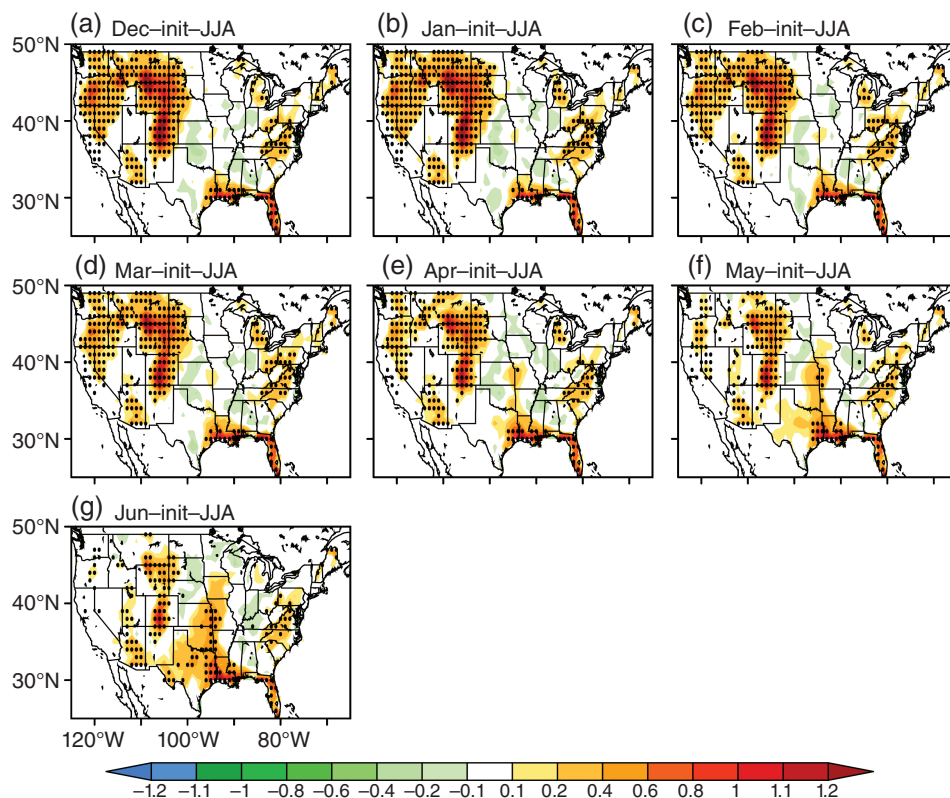 (a) Dec–init–JJA
(b) Jan–init–JJA
(c) Feb–init–JJA
50°N
40°N
30°N
(d) Mar–init–JJA
(e) Apr–init–JJA
(f) May–init–JJA
50°N
40°N
30°N
(g) Jun–init–JJA
50°N
40°N
30°N
120°W 100°W 80°W
–1.2 –1.1 –1 –0.8 –0.6 –0.4 –0.2 –0.1 0.1 0.2 0.4 0.6 0.8 1 1.2